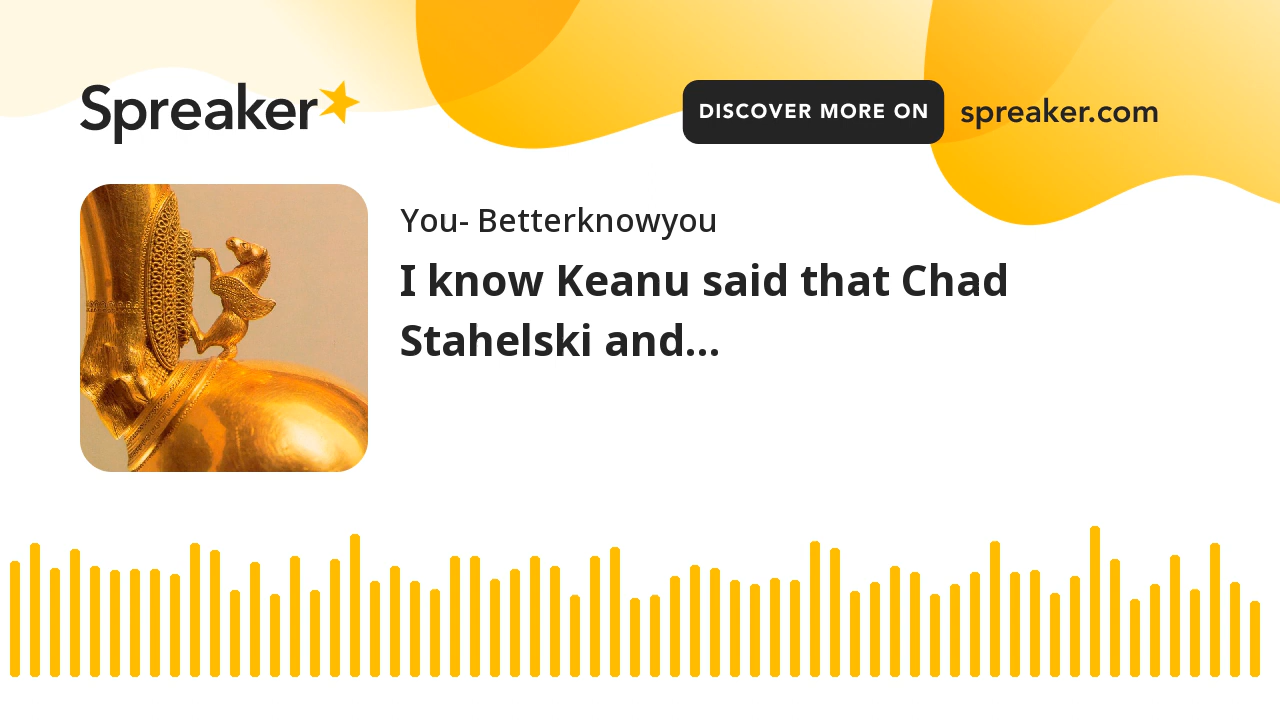 Spreaker
DISCOVER MORE ON spreaker.com
You- Betterknowyou
I know Keanu said that Chad
Stahelski and...